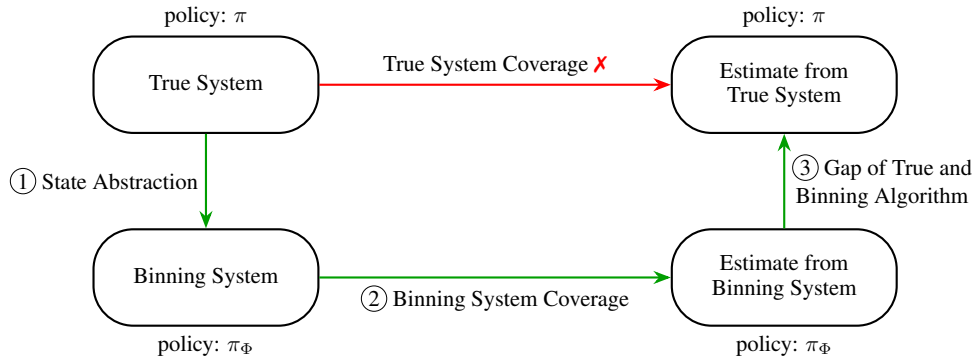 policy: π
policy: π
True System
True System Coverage ✗
Estimate from
True System
① State Abstraction
③ Gap of True and
Binning Algorithm
Binning System
② Binning System Coverage
Estimate from
Binning System
policy: π_Φ
policy: π_Φ